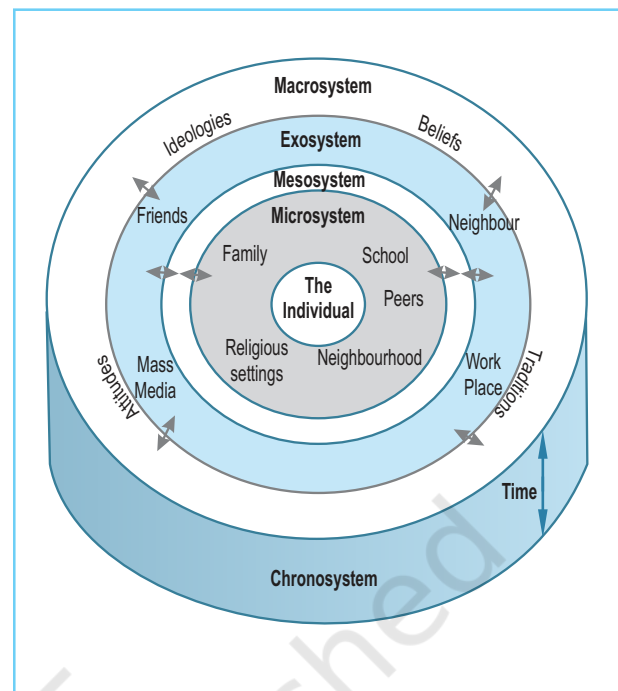 Macrosystem
Ideologies
Beliefs
Exosystem
Mesosystem
Friends
Microsystem
Neighbour
Family
School
The
Individual
Peers
Religious
settings
Neighbourhood
Mass
Media
Work
Place
Attitudes
Traditions
Time
Chronosystem
shed